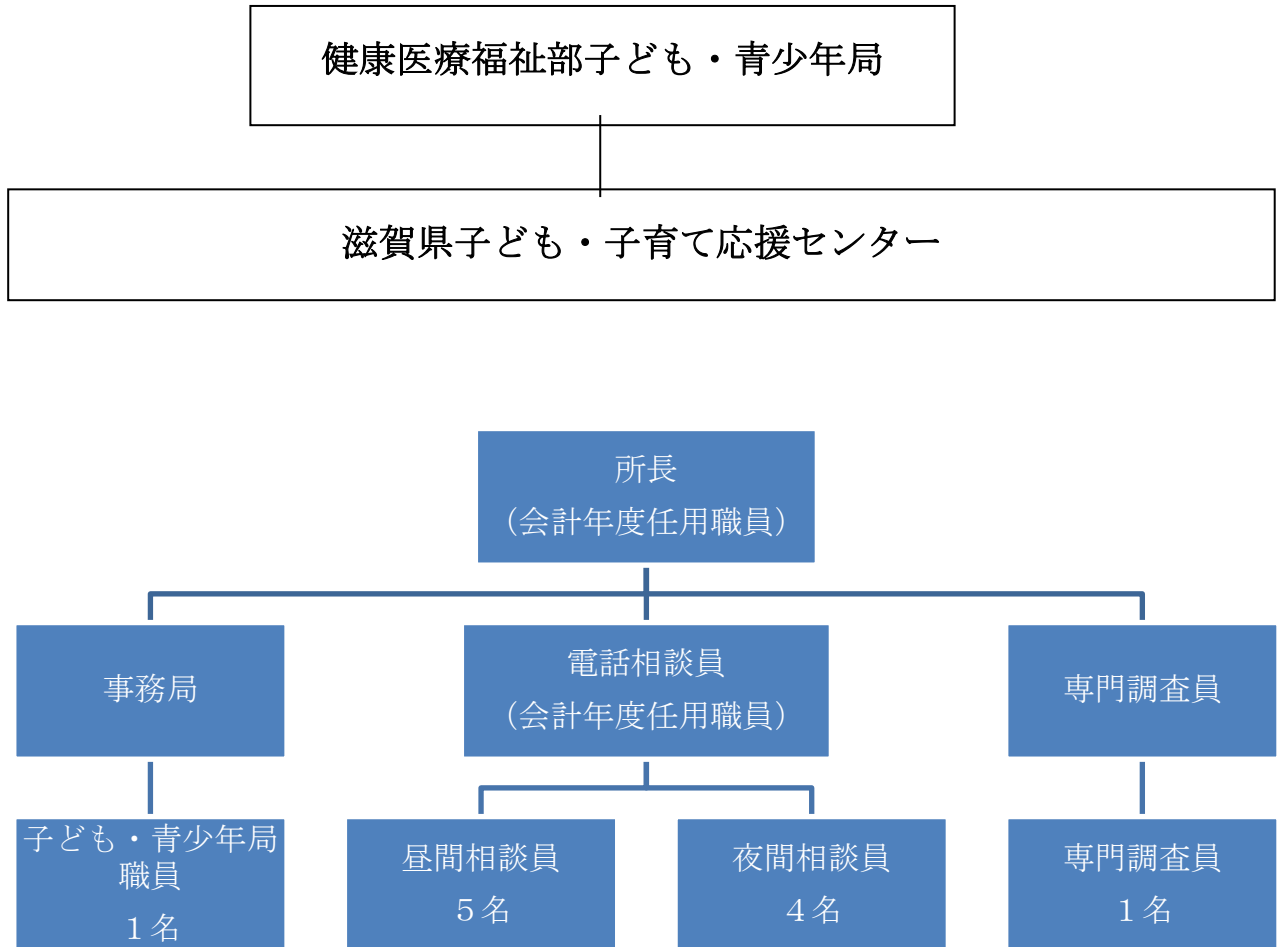 健康医療福祉部子ども・青少年局
滋賀県子ども・子育て応援センター
所長
（会計年度任用職員）
事務局
電話相談員
（会計年度任用職員）
専門調査員
子ども・青少年局
職員
１名
昼間相談員
５名
夜間相談員
４名
専門調査員
１名